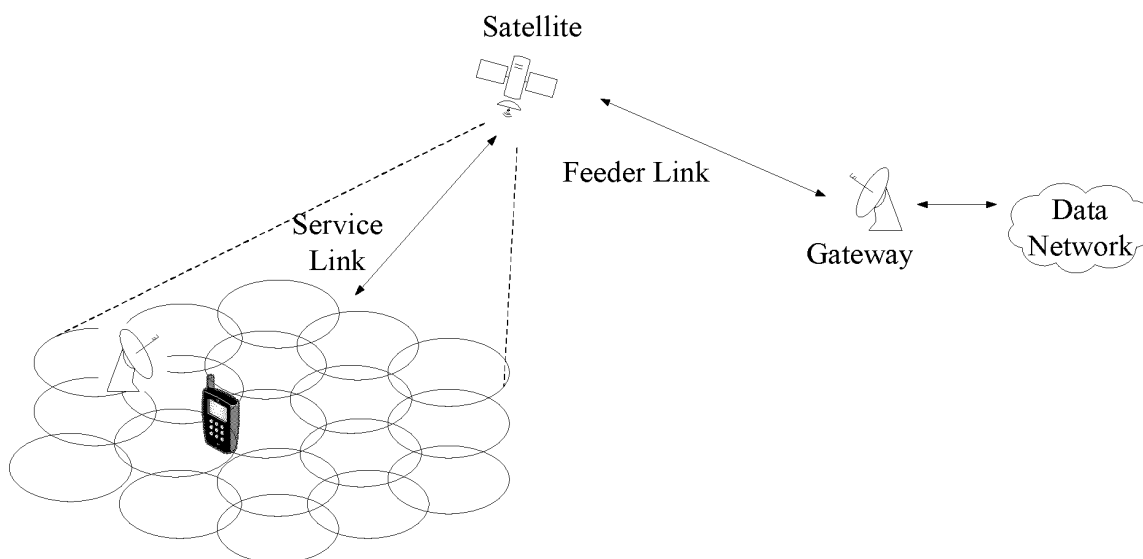 Satellite
Feeder Link
Service
Link
Gateway
Data
Network